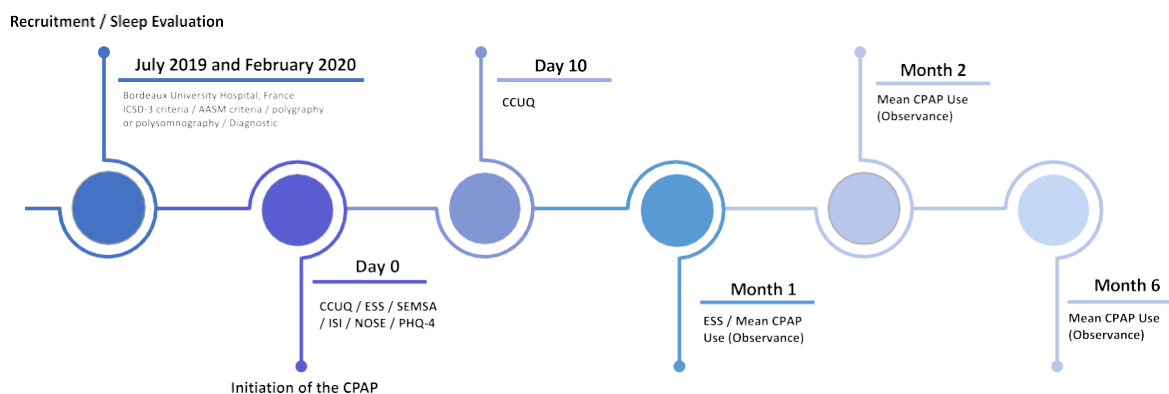 Recruitment / Sleep Evaluation
July 2019 and February 2020
Bordeaux University Hospital, France
ICSD-3 criteria / AASM criteria / polygraphy
or polysomnography / Diagnostic
Day 0
CCUQ / ESS / SEMSA
/ ISI / NOSE / PHQ-4
Initiation of the CPAP
Day 10
CCUQ
Month 1
ESS / Mean CPAP
Use (Observance)
Month 2
Mean CPAP Use
(Observance)
Month 6
Mean CPAP Use
(Observance)